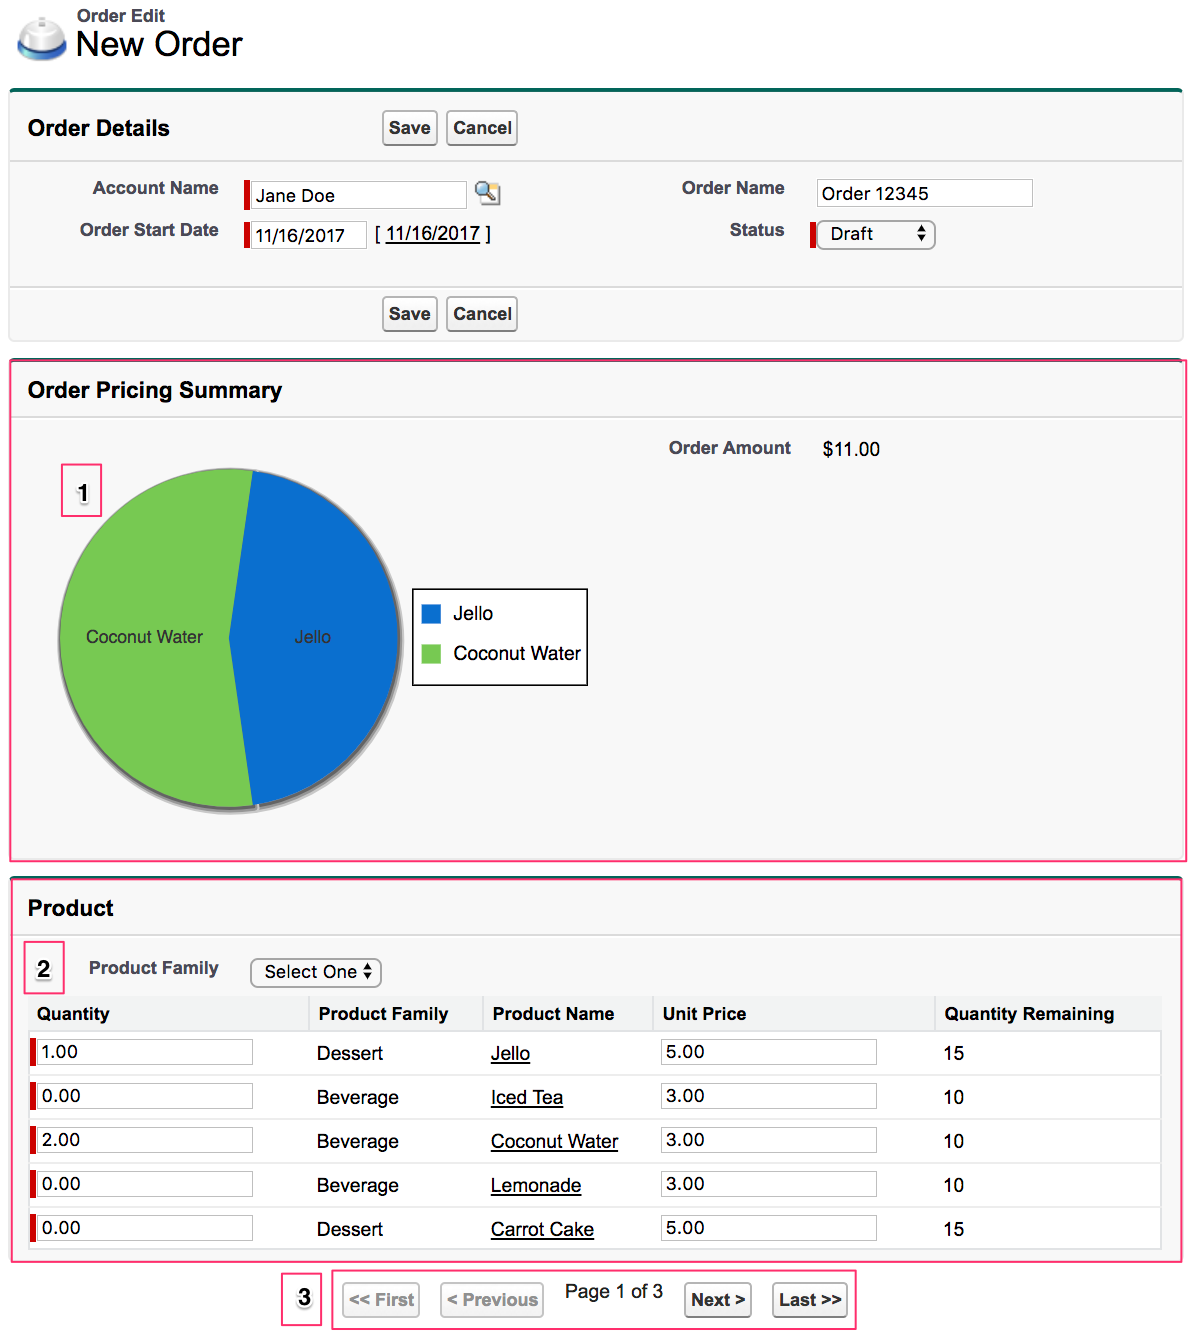 Order Edit
New Order
Order Details Save Cancel
Account Name Jane Doe Order Name Order 12345
Order Start Date 11/16/2017 [ 11/16/2017 ] Status Draft
Save Cancel
Order Pricing Summary
Order Amount $11.00
1
Coconut Water Jello
Jello
Coconut Water
Product
2 Product Family Select One
Quantity Product Family Product Name Unit Price Quantity Remaining
1.00 Dessert Jello 5.00 15
0.00 Beverage Iced Tea 3.00 10
2.00 Beverage Coconut Water 3.00 10
0.00 Beverage Lemonade 3.00 10
0.00 Dessert Carrot Cake 5.00 15
3 << First < Previous Page 1 of 3 Next > Last >>